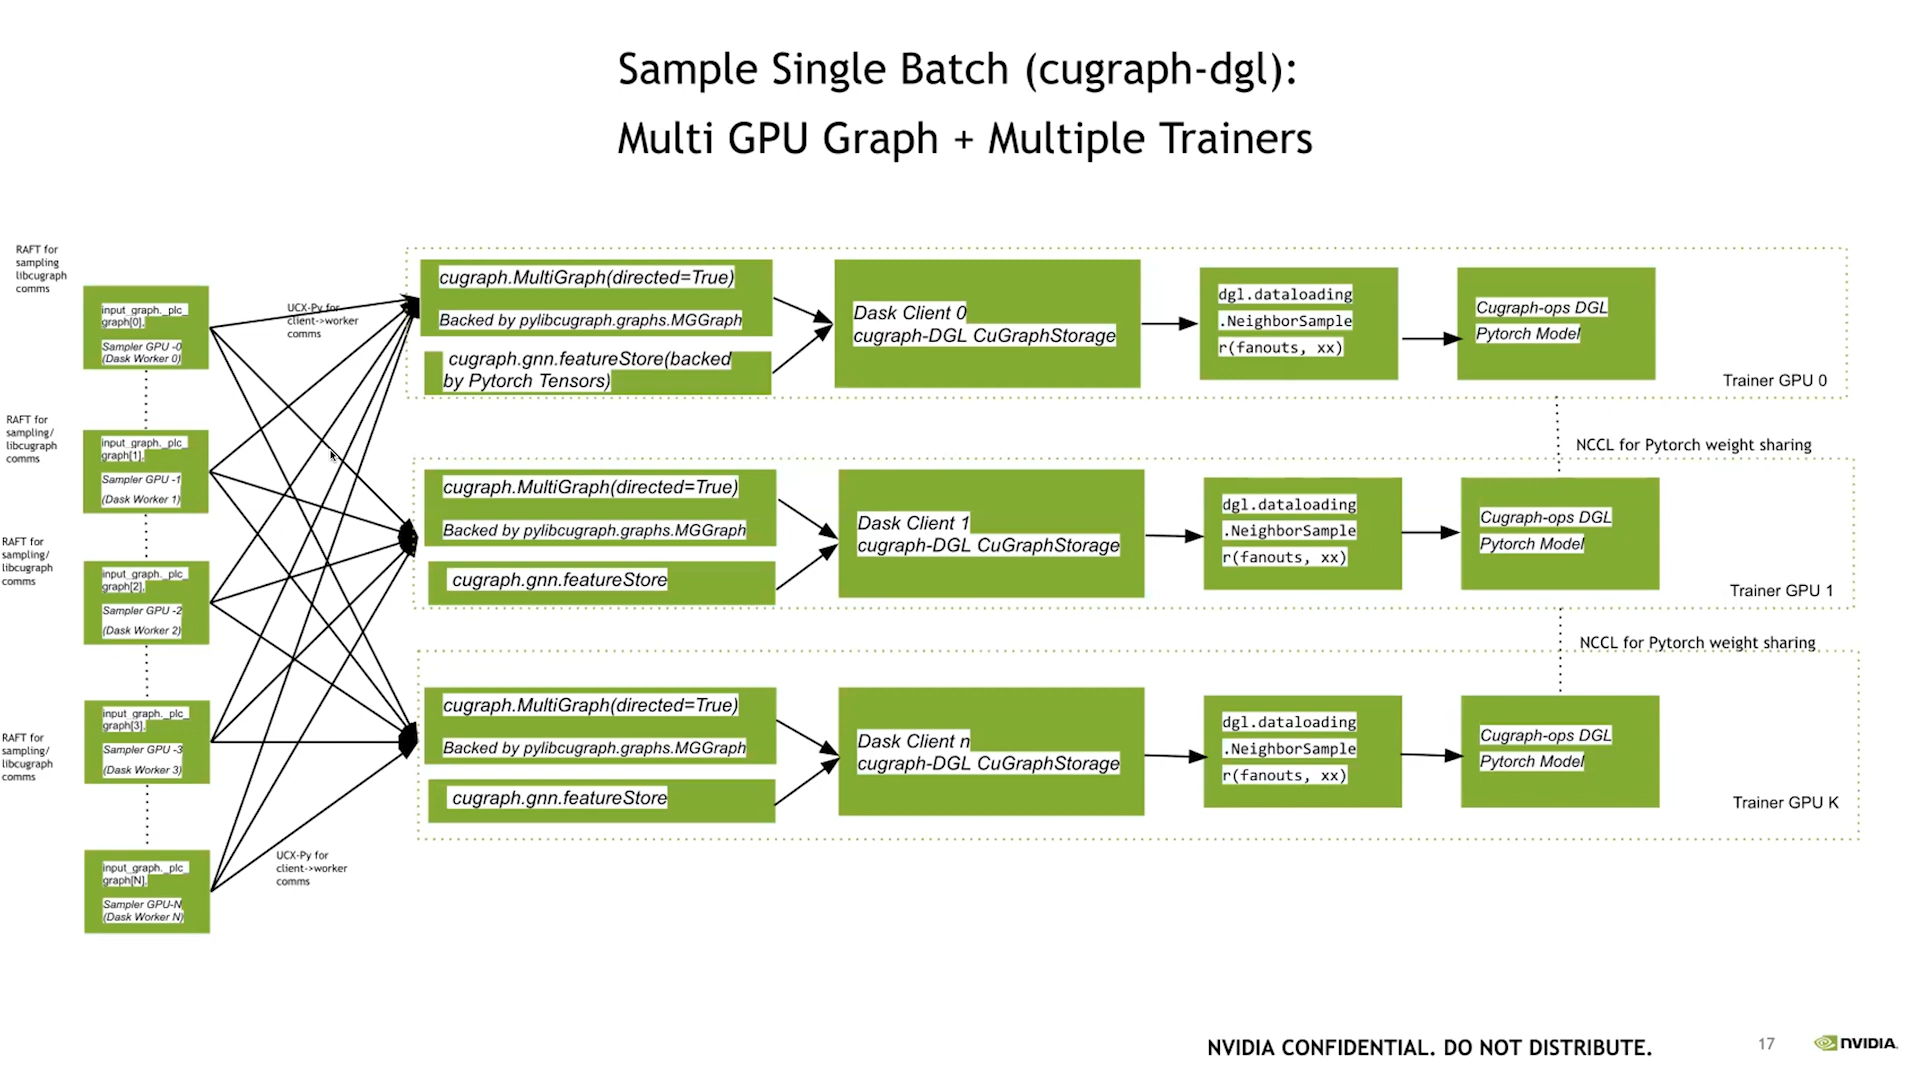 Sample Single Batch (cugraph-dgl):
Multi GPU Graph + Multiple Trainers
RAFT for
sampling
libcugraph
comms
input_graph._plc_
graph[0],
Sampler GPU -0
(Dask Worker 0)
UCX-Py for
client->worker
comms
RAFT for
sampling/
libcugraph
comms
input_graph._plc_
graph[1],
Sampler GPU -1
(Dask Worker 1)
RAFT for
sampling/
libcugraph
comms
input_graph._plc_
graph[2],
Sampler GPU -2
(Dask Worker 2)
RAFT for
sampling/
libcugraph
comms
input_graph._plc_
graph[3],
Sampler GPU -3
(Dask Worker 3)
input_graph._plc_
graph[N],
Sampler GPU-N
(Dask Worker N)
UCX-Py for
client->worker
comms
cugraph.MultiGraph(directed=True)
Backed by pylibcugraph.graphs.MGGraph
cugraph.gnn.featureStore(backed
by Pytorch Tensors)
Dask Client 0
cugraph-DGL CuGraphStorage
dgl.dataloading
.NeighborSample
r(fanouts, xx)
Cugraph-ops DGL
Pytorch Model
Trainer GPU 0
NCCL for Pytorch weight sharing
cugraph.MultiGraph(directed=True)
Backed by pylibcugraph.graphs.MGGraph
cugraph.gnn.featureStore
Dask Client 1
cugraph-DGL CuGraphStorage
dgl.dataloading
.NeighborSample
r(fanouts, xx)
Cugraph-ops DGL
Pytorch Model
Trainer GPU 1
NCCL for Pytorch weight sharing
cugraph.MultiGraph(directed=True)
Backed by pylibcugraph.graphs.MGGraph
cugraph.gnn.featureStore
Dask Client n
cugraph-DGL CuGraphStorage
dgl.dataloading
.NeighborSample
r(fanouts, xx)
Cugraph-ops DGL
Pytorch Model
Trainer GPU K
NVIDIA CONFIDENTIAL. DO NOT DISTRIBUTE.
17
NVIDIA.